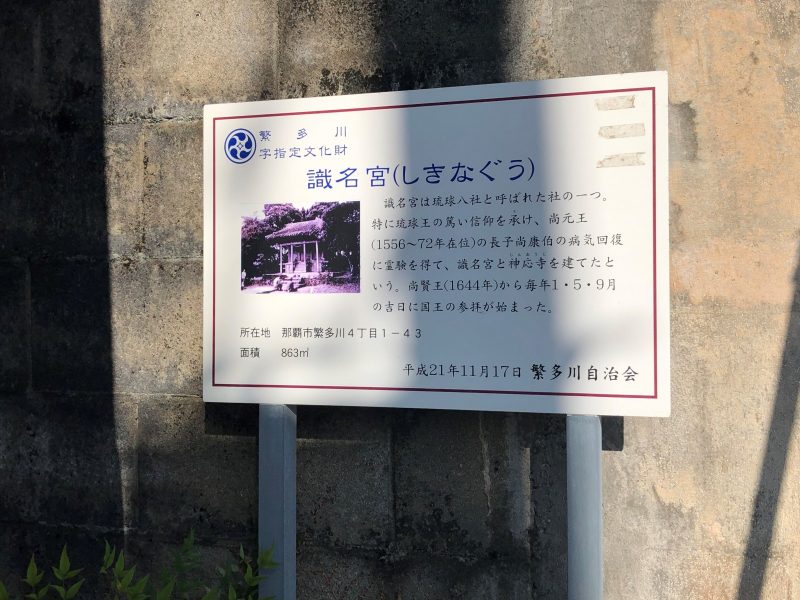 繁多川
字指定文化財
識名宮(しきなぐう)
識名宮は琉球八社と呼ばれた社の一つ。
特に琉球王の篤い信仰を承け、尚元王
(1556〜72年在位)の長子尚康伯の病気回復
に霊験を得て、識名宮と神応寺を建てたと
いう。尚賢王(1644年)から毎年1・5・9月
の吉日に国王の参拝が始まった。
所在地 那覇市繁多川4丁目1－43
面積 863㎡
平成21年11月17日 繁多川自治会